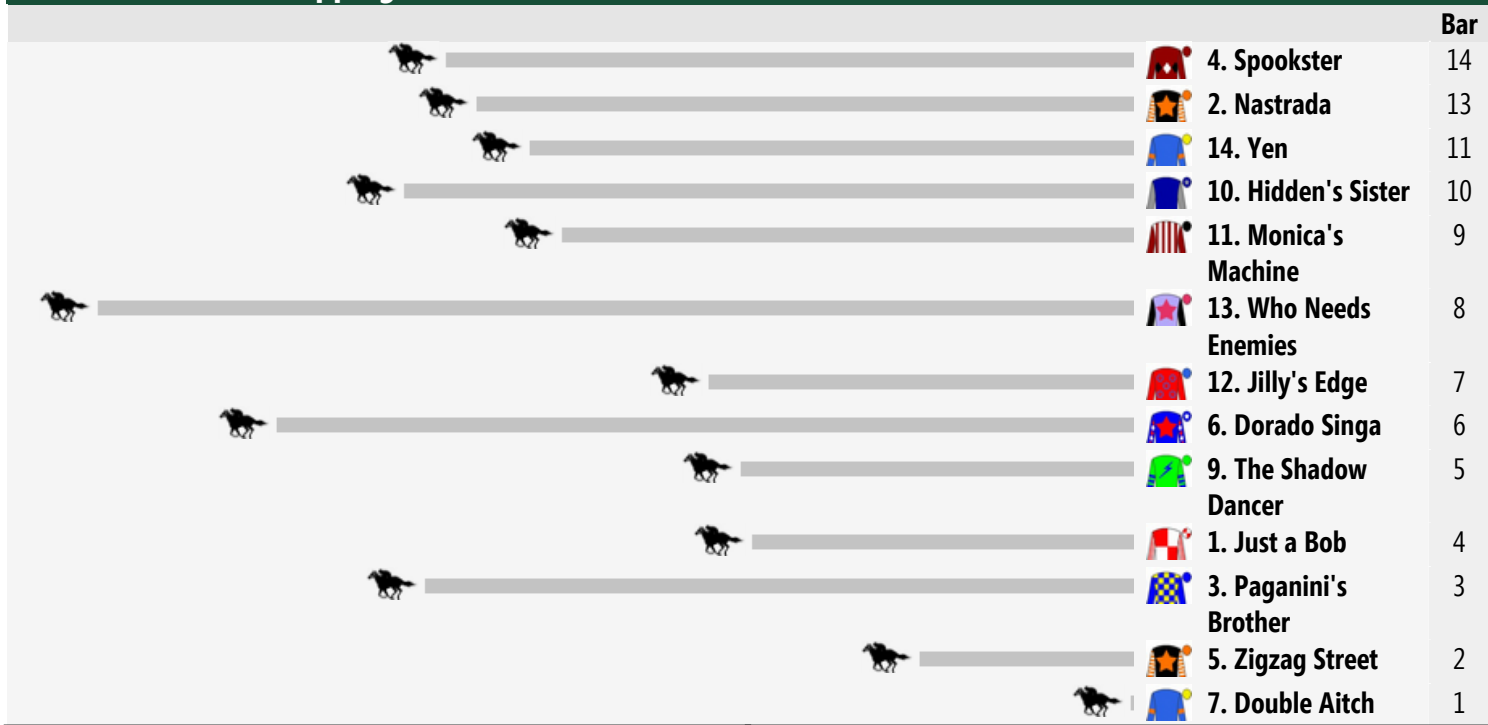 Bar
4. Spookster 14
2. Nastrada 13
14. Yen 11
10. Hidden's Sister 10
11. Monica's 9
Machine
13. Who Needs 8
Enemies
12. Jilly's Edge 7
6. Dorado Singa 6
9. The Shadow 5
Dancer
1. Just a Bob 4
3. Paganini's 3
Brother
5. Zigzag Street 2
7. Double Aitch 1